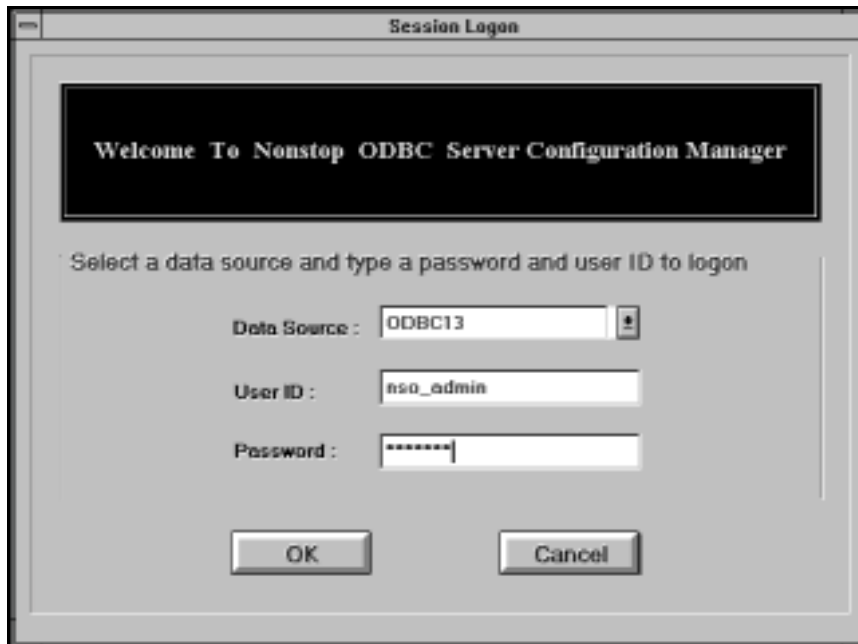 Session Logon
Welcome To Nonstop ODBC Server Configuration Manager
Select a data source and type a password and user ID to logon
Data Source : ODBC13
User ID : nso_admin
Password : *******
OK Cancel